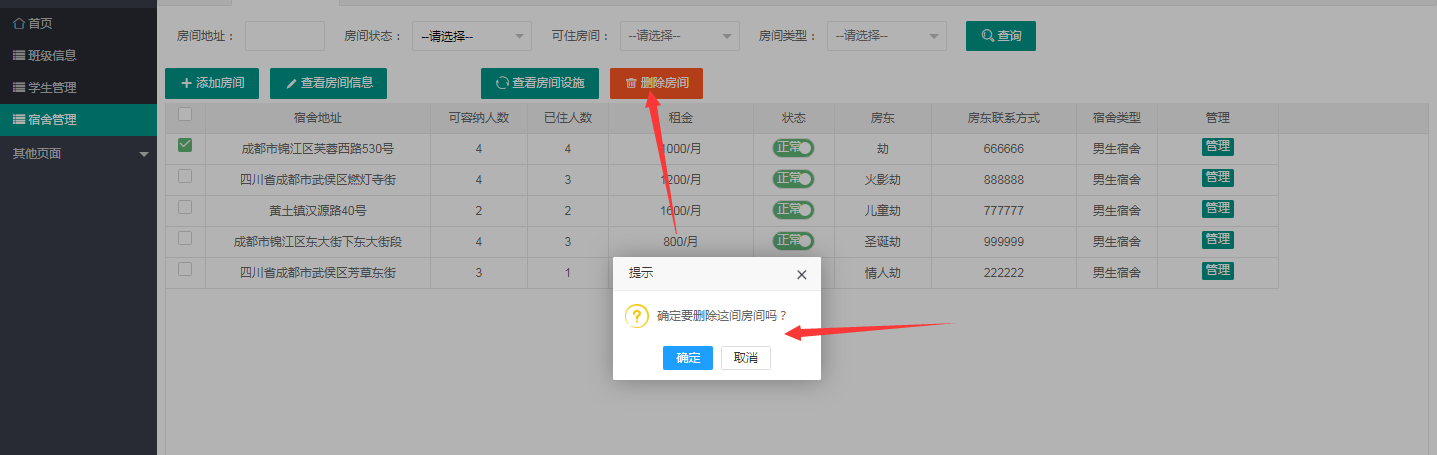 首页
班级信息
学生管理
宿舍管理
其他页面
房间地址： 房间状态： --请选择-- 可住房间： --请选择-- 房间类型： --请选择-- 查询
添加房间 查看房间信息 查看房间设施 删除房间
宿舍地址 可容纳人数 已住人数 租金 状态 房东 房东联系方式 宿舍类型 管理
成都市锦江区芙蓉西路530号 4 4 1000/月 正常 劫 666666 男生宿舍 管理
四川省成都市武侯区燃灯寺街 4 3 1200/月 正常 火影劫 888888 男生宿舍 管理
黄土镇汉源路40号 2 2 1600/月 正常 儿童劫 777777 男生宿舍 管理
成都市锦江区东大街下东大街段 4 3 800/月 正常 圣诞劫 999999 男生宿舍 管理
四川省成都市武侯区芳草东街 3 1 情人劫 222222 男生宿舍 管理
提示
确定要删除这间房间吗？
确定 取消